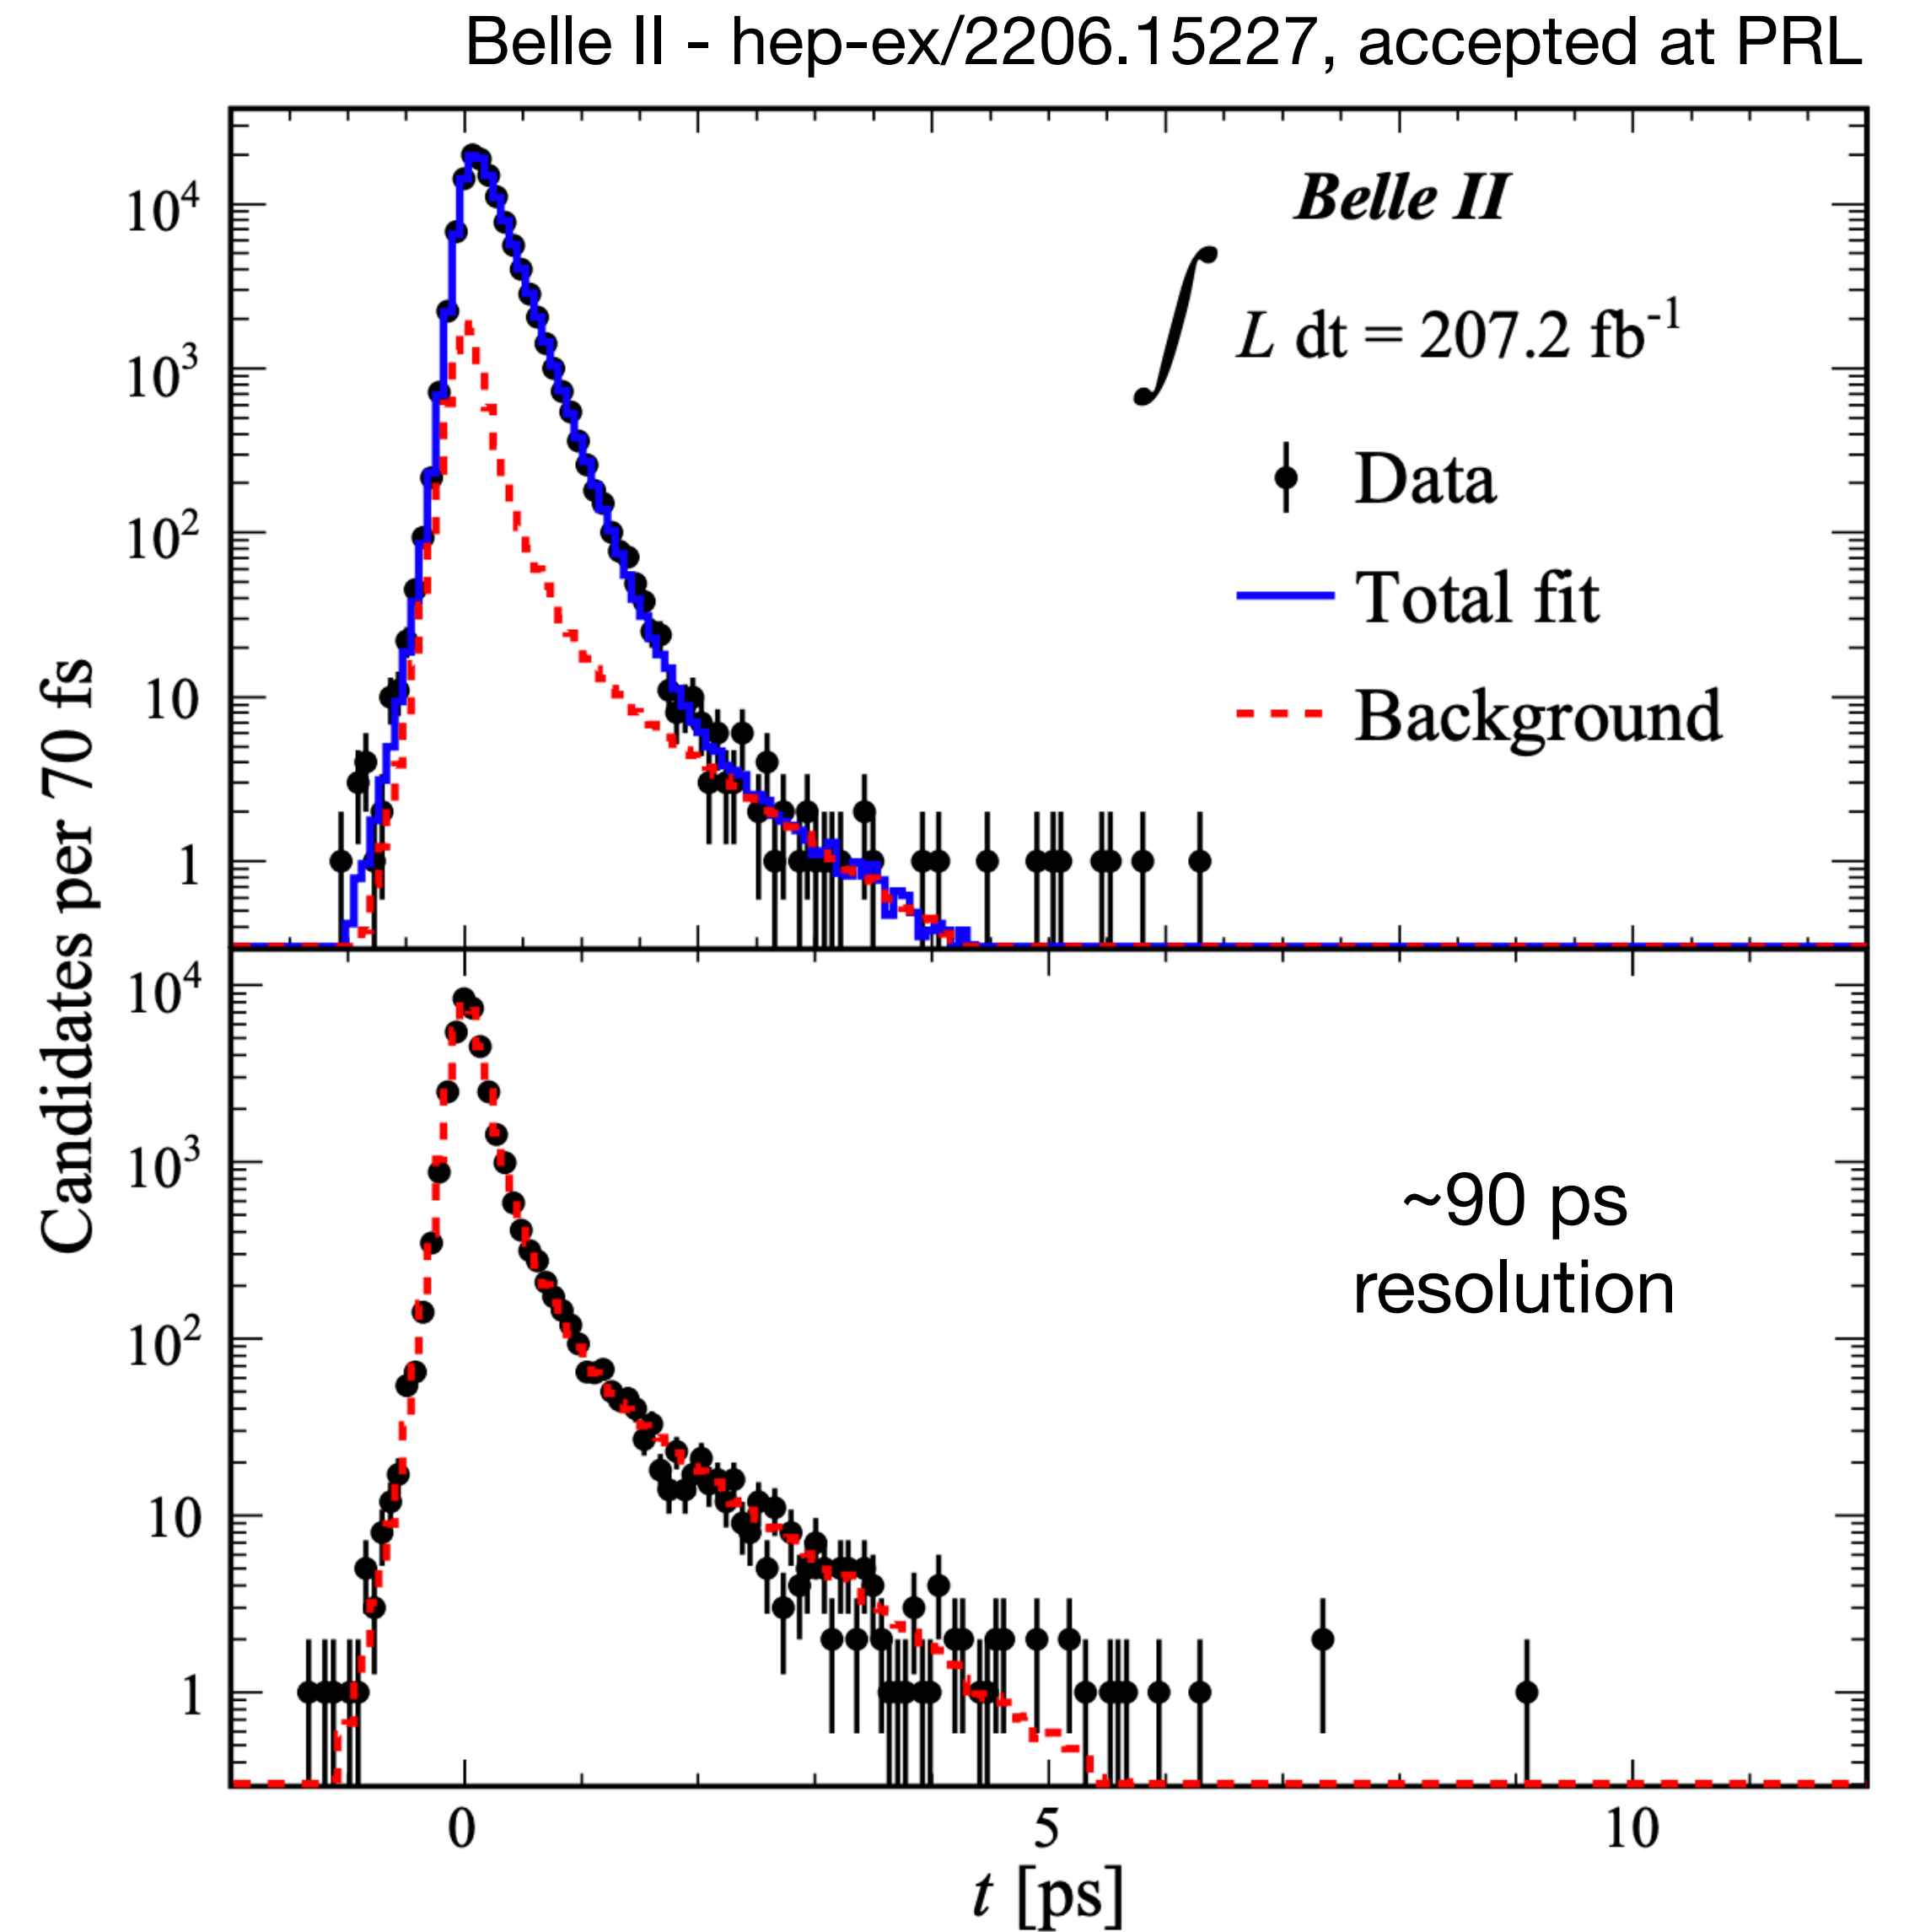 Belle II - hep-ex/2206.15227, accepted at PRL
Belle II
∫ L dt = 207.2 fb⁻¹
Data
Total fit
Background
Candidates per 70 fs
10⁴
10³
10²
10
1
10⁴
10³
10²
10
1
~90 ps
resolution
0 5 10
t [ps]